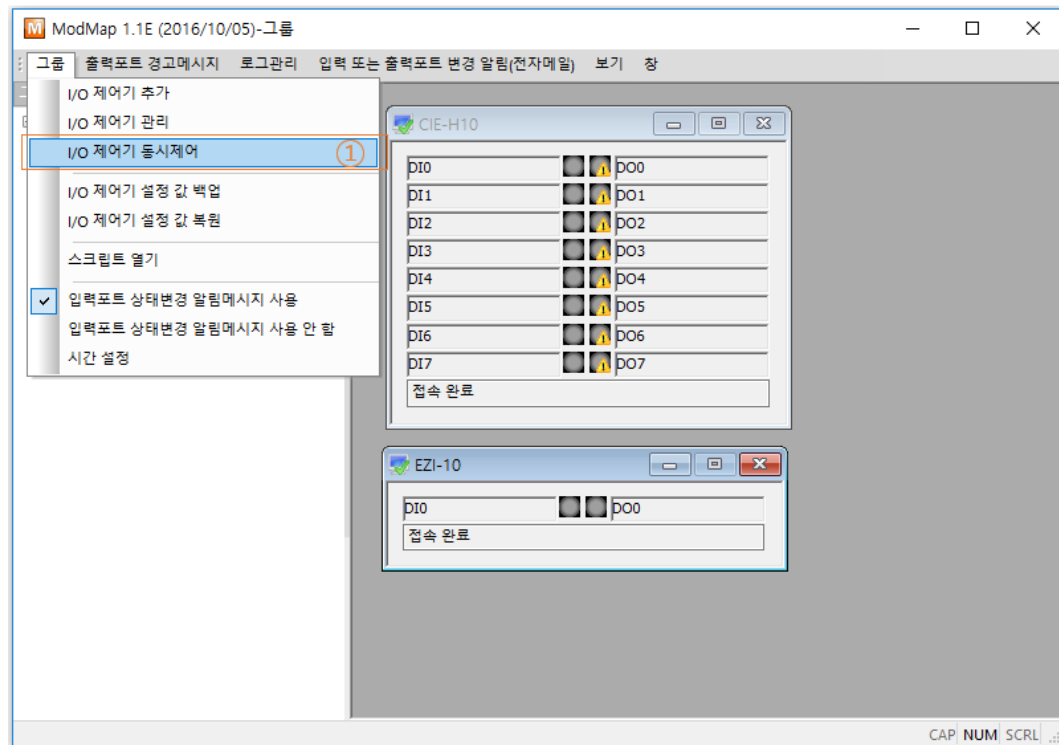 ModMap 1.1E (2016/10/05)-그룹
그룹 출력포트 경고메시지 로그관리 입력 또는 출력포트 변경 알림(전자메일) 보기 창
I/O 제어기 추가
I/O 제어기 관리
I/O 제어기 동시제어 ①
I/O 제어기 설정 값 백업
I/O 제어기 설정 값 복원
스크립트 열기
입력포트 상태변경 알림메시지 사용
입력포트 상태변경 알림메시지 사용 안 함
시간 설정
CIE-H10
DI0 DO0
DI1 DO1
DI2 DO2
DI3 DO3
DI4 DO4
DI5 DO5
DI6 DO6
DI7 DO7
접속 완료
EZI-10
DI0 DO0
접속 완료
CAP NUM SCRL